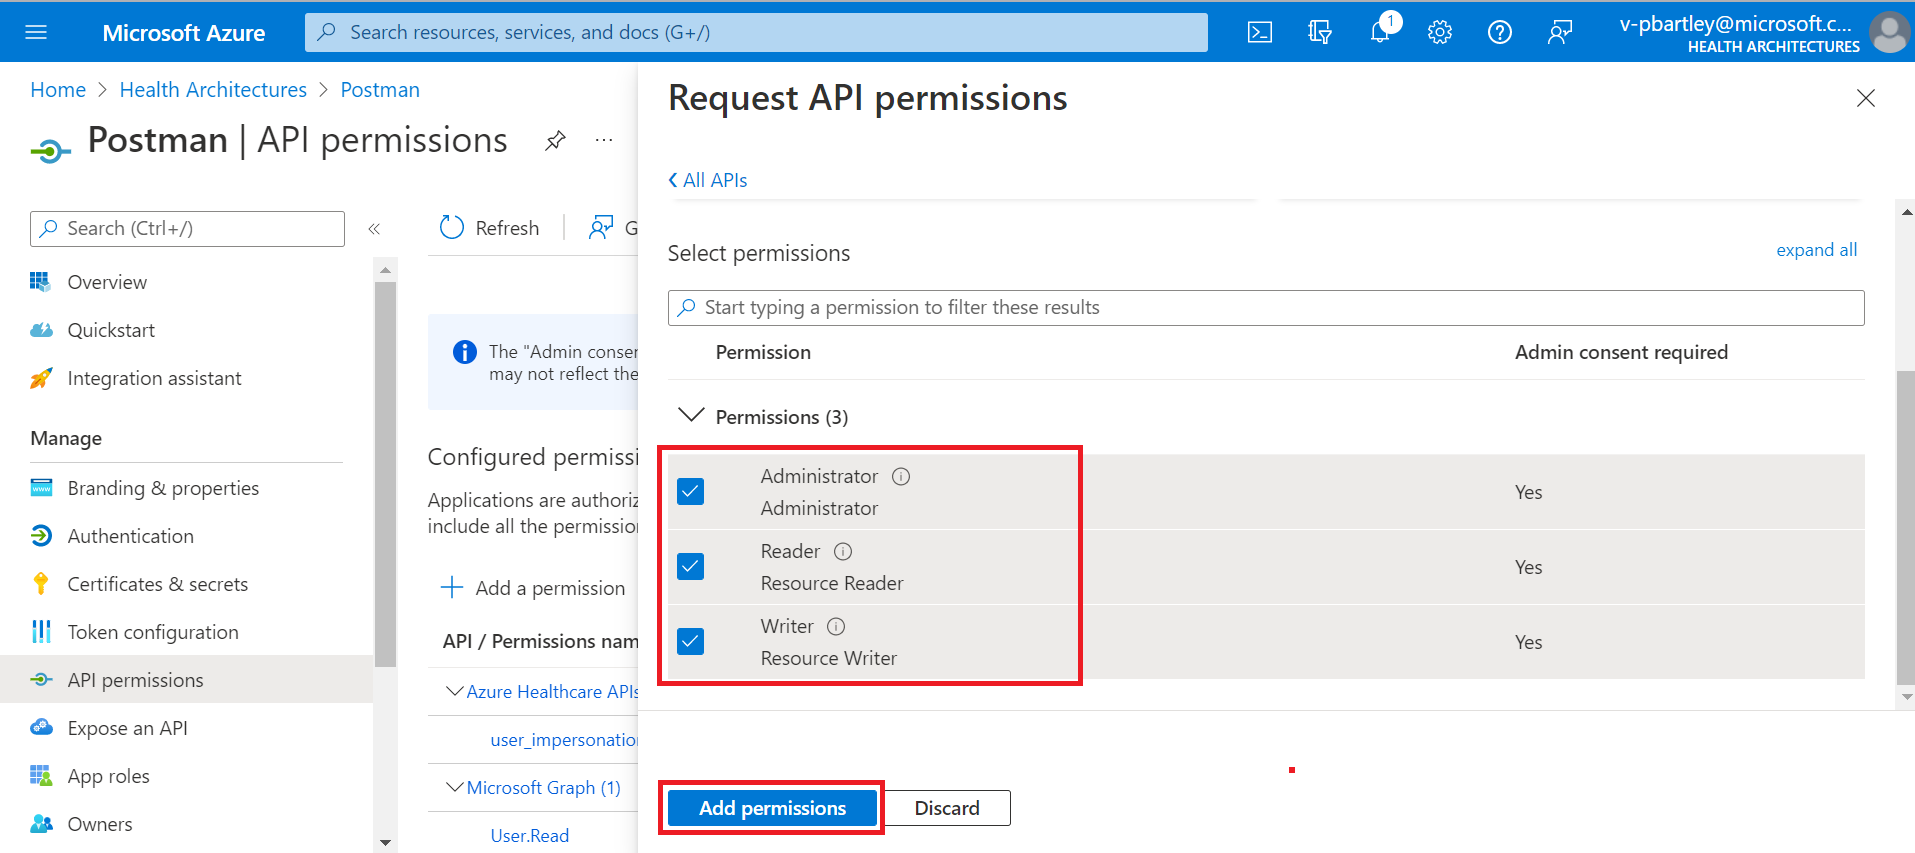 Microsoft Azure
Search resources, services, and docs (G+/)
1
v-pbartley@microsoft.c...
HEALTH ARCHITECTURES
Home > Health Architectures > Postman
Postman | API permissions
...
Search (Ctrl+/)
«
Overview
Quickstart
Integration assistant
Manage
Branding & properties
Authentication
Certificates & secrets
Token configuration
API permissions
Expose an API
App roles
Owners
Refresh
G
The "Admin consen
may not reflect the
Configured permissi
Applications are authoriz
include all the permission
Add a permission
API / Permissions nam
Azure Healthcare APIs
user_impersonation
Microsoft Graph (1)
User.Read
Request API permissions
All APIs
Select permissions
expand all
Start typing a permission to filter these results
Permission Admin consent required
Permissions (3)
Administrator
Administrator
Yes
Reader
Resource Reader
Yes
Writer
Resource Writer
Yes
Add permissions
Discard